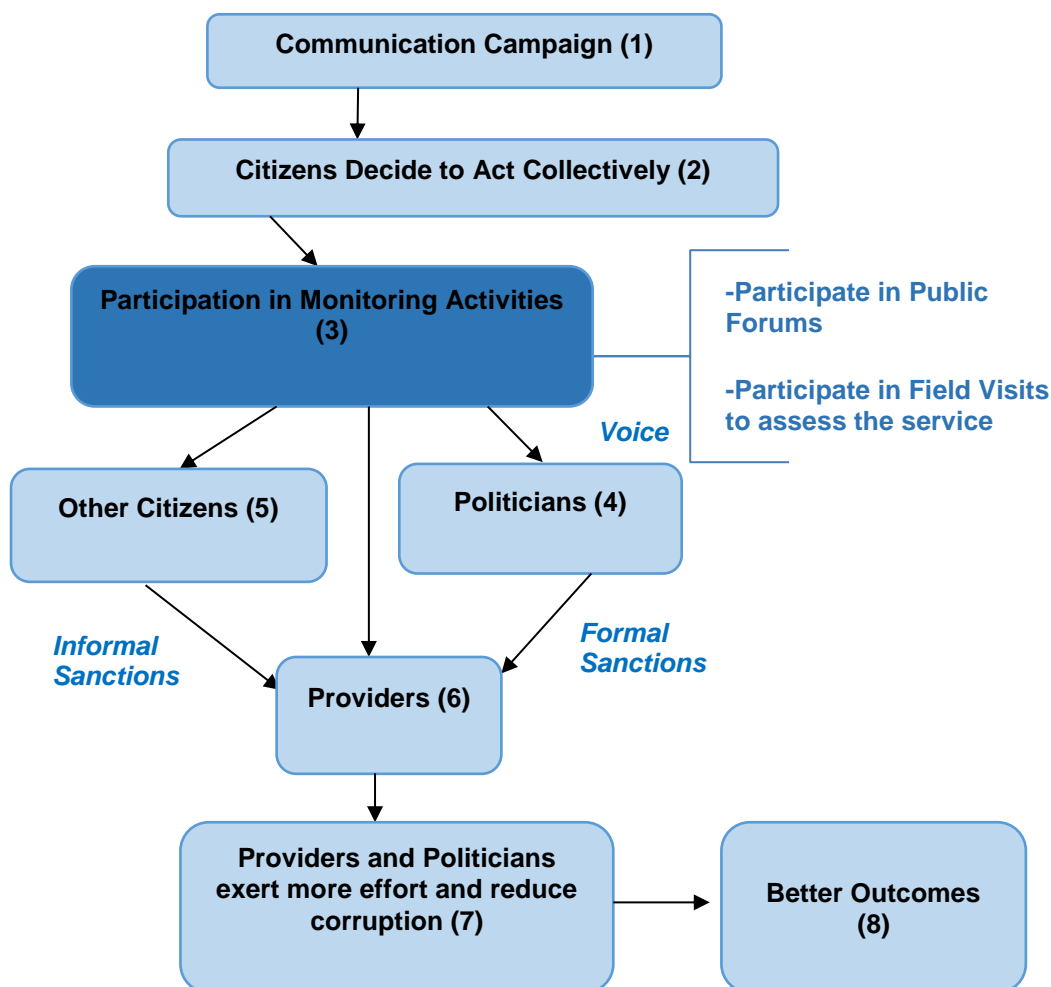 Communication Campaign (1)
Citizens Decide to Act Collectively (2)
Participation in Monitoring Activities
(3)
-Participate in Public
Forums
-Participate in Field Visits
to assess the service
Voice
Other Citizens (5)
Politicians (4)
Informal
Sanctions
Formal
Sanctions
Providers (6)
Providers and Politicians
exert more effort and reduce
corruption (7)
Better Outcomes
(8)